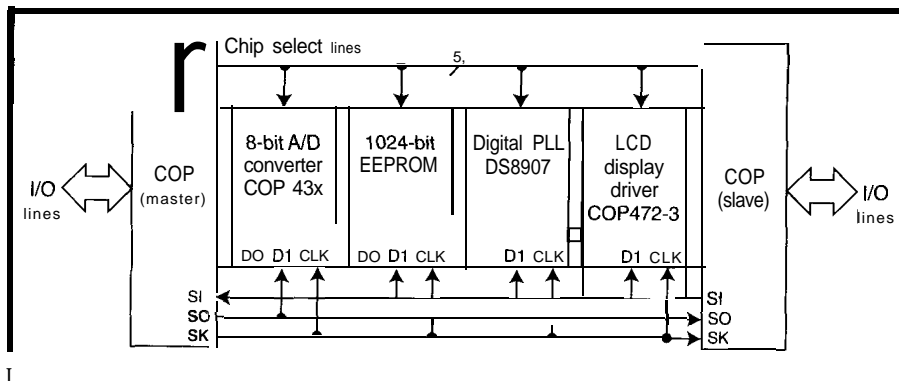 Chip select lines
5,
I/O
lines
COP
(master)
8-bit A/D
converter
COP 43x
DO D1 CLK
1024-bit
EEPROM
DO D1 CLK
Digital PLL
DS8907
D1 CLK
LCD
display
driver
COP472-3
D1 CLK
COP
(slave)
I/O
lines
SI
SO
SK
SI
SO
SK